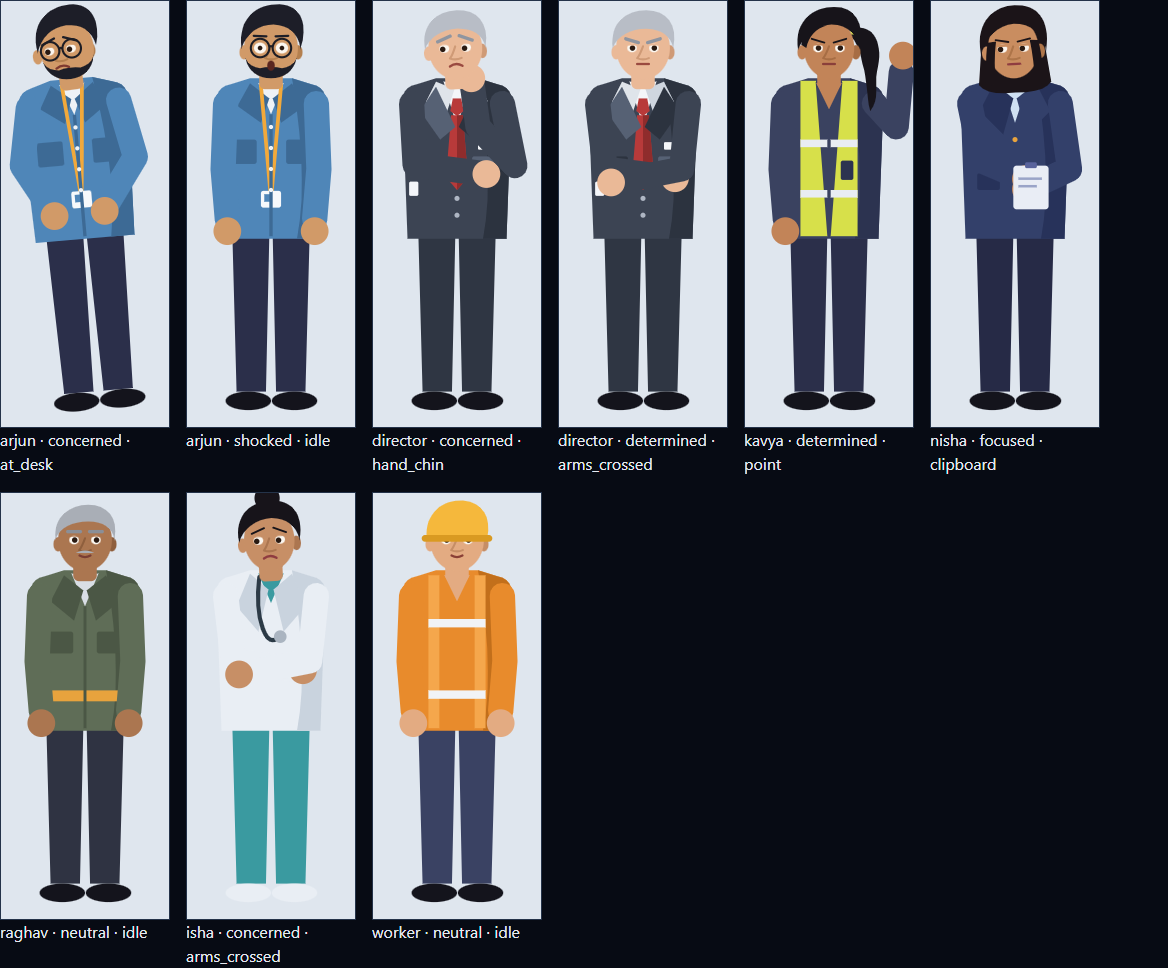 arjun · concerned ·
at_desk
arjun · shocked · idle
director · concerned ·
hand_chin
director · determined ·
arms_crossed
kavya · determined ·
point
nisha · focused ·
clipboard
raghav · neutral · idle
isha · concerned ·
arms_crossed
worker · neutral · idle